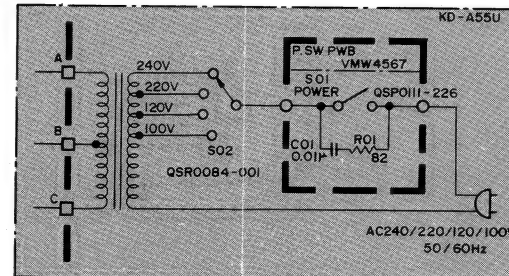 KD-A55U
P.SW PWB
VMW4567
A
240V
S01
POWER
QSP0111-226
220V
120V
B
100V
S02
C01
0.01μ
R01
82
QSR0084-001
C
AC240/220/120/100V
50/60Hz